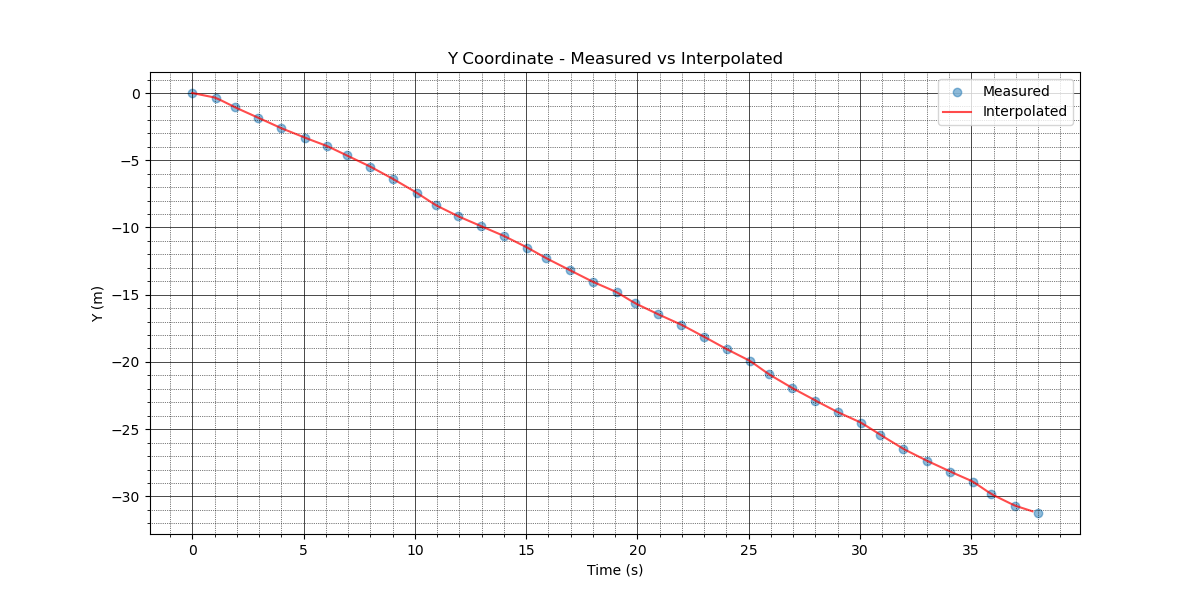 Y Coordinate - Measured vs Interpolated
Measured
Interpolated
0
−5
−10
−15
−20
−25
−30
Y (m)
0 5 10 15 20 25 30 35
Time (s)